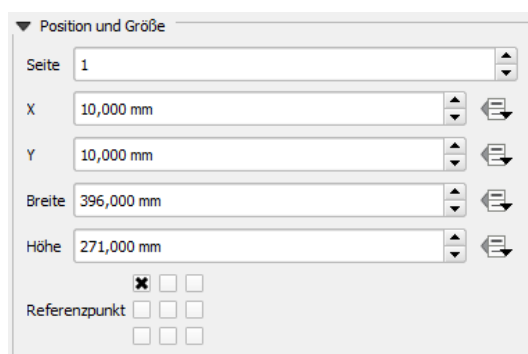 Position und Größe
Seite 1
X 10,000 mm
Y 10,000 mm
Breite 396,000 mm
Höhe 271,000 mm
Referenzpunkt